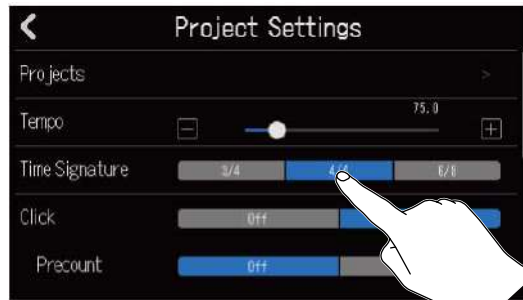 Project Settings
Projects >
Tempo 75.0
Time Signature 3/4 4/4 6/8
Click Off
Precount Off